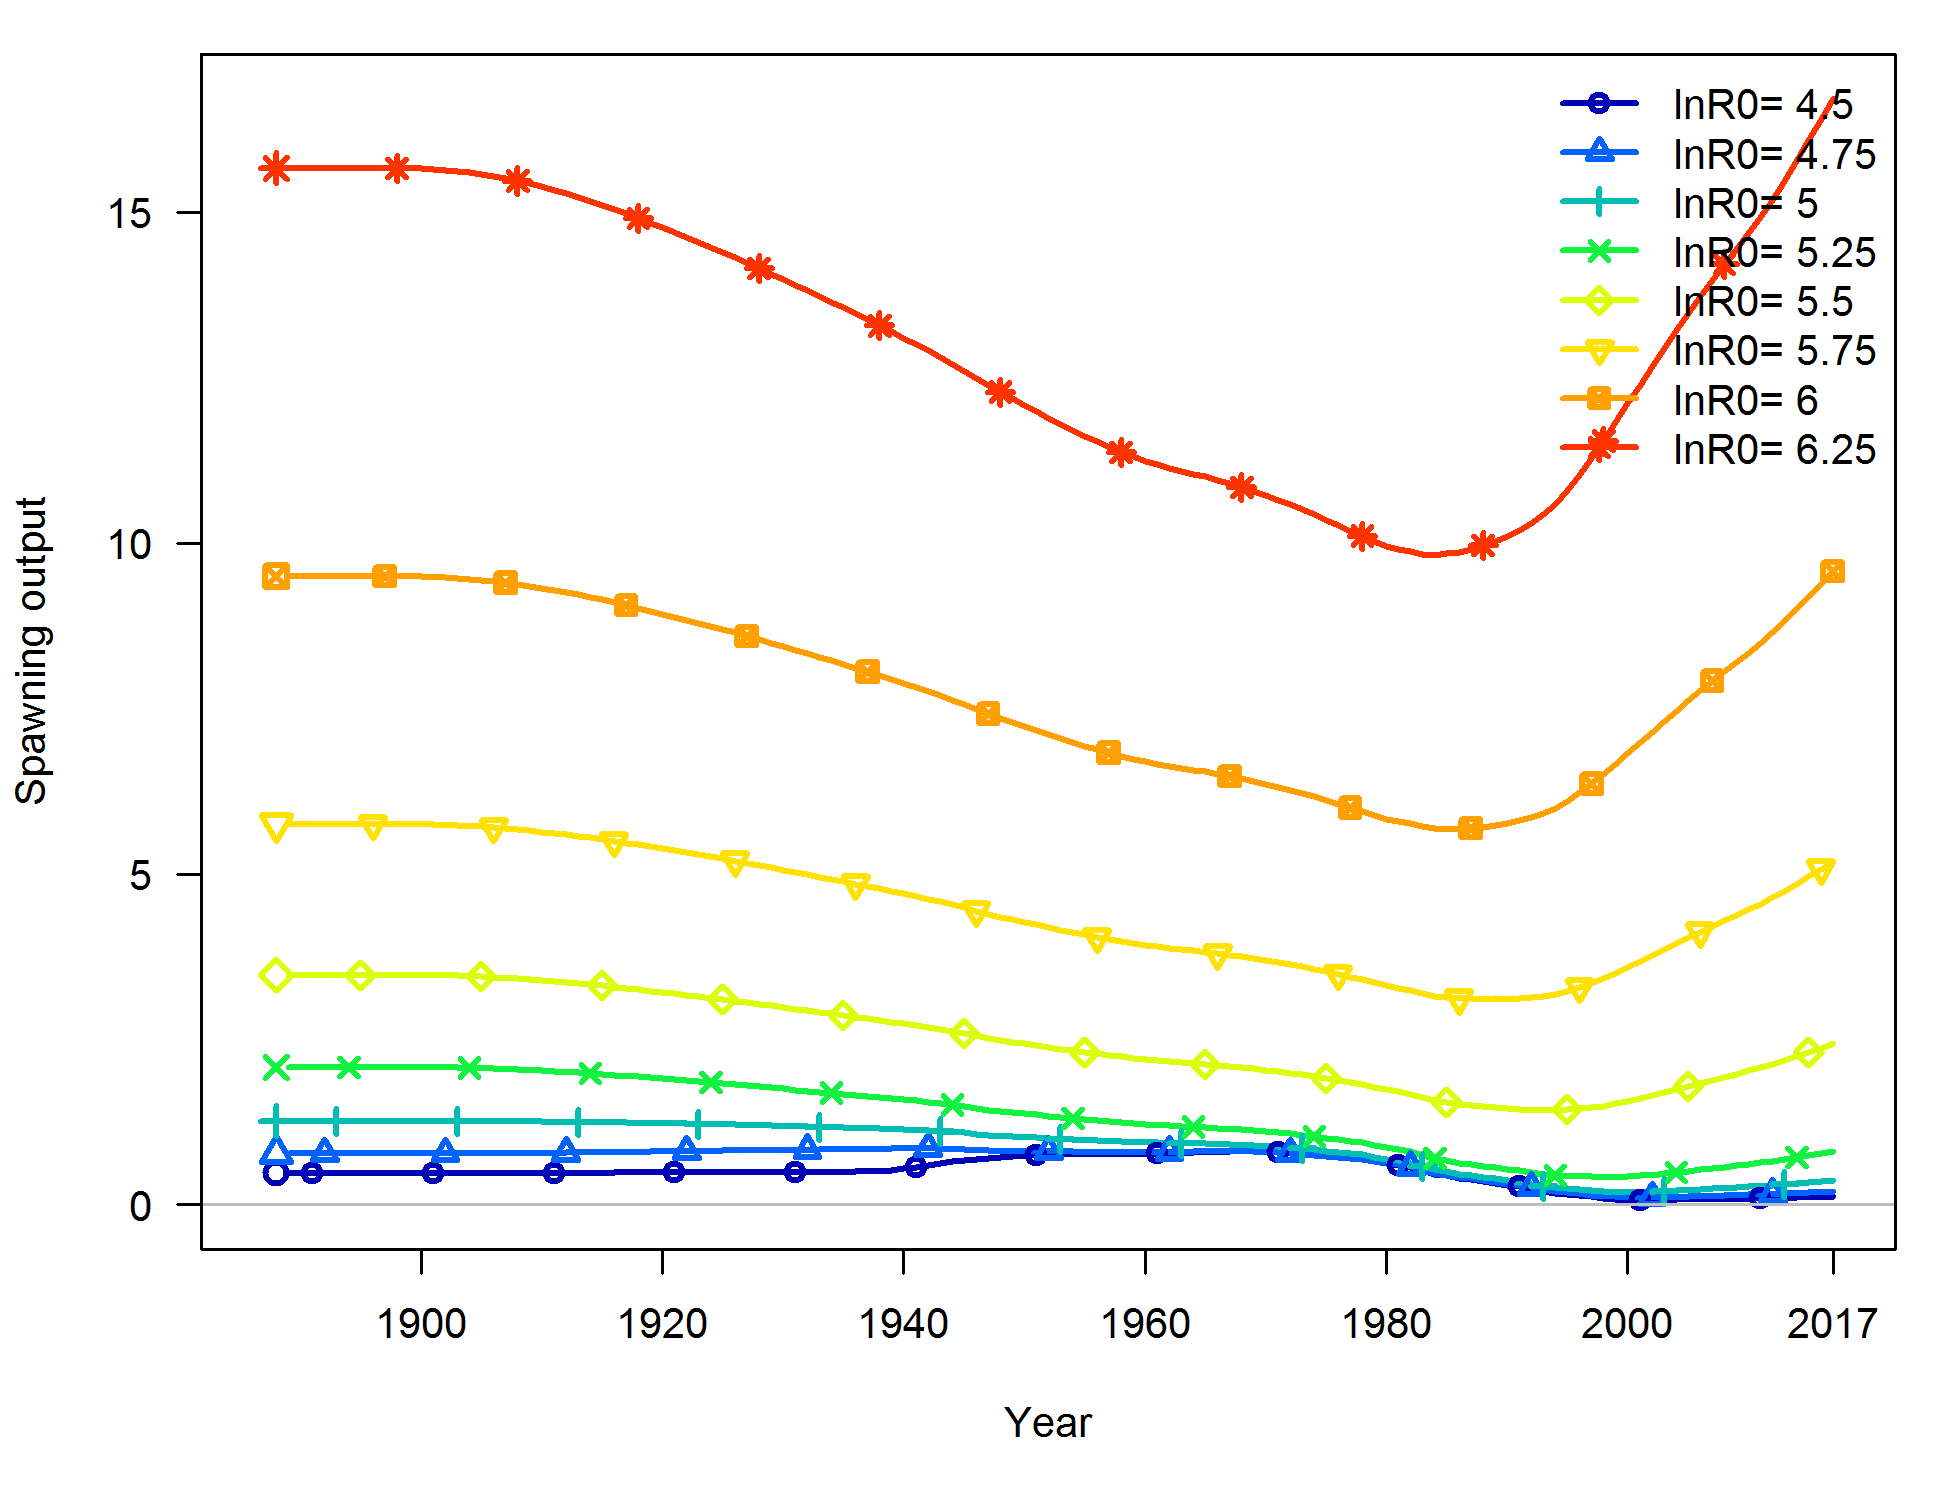 lnR0= 4.5
lnR0= 4.75
lnR0= 5
lnR0= 5.25
lnR0= 5.5
lnR0= 5.75
lnR0= 6
lnR0= 6.25
15
10
5
0
Spawning output
1900 1920 1940 1960 1980 2000 2017
Year